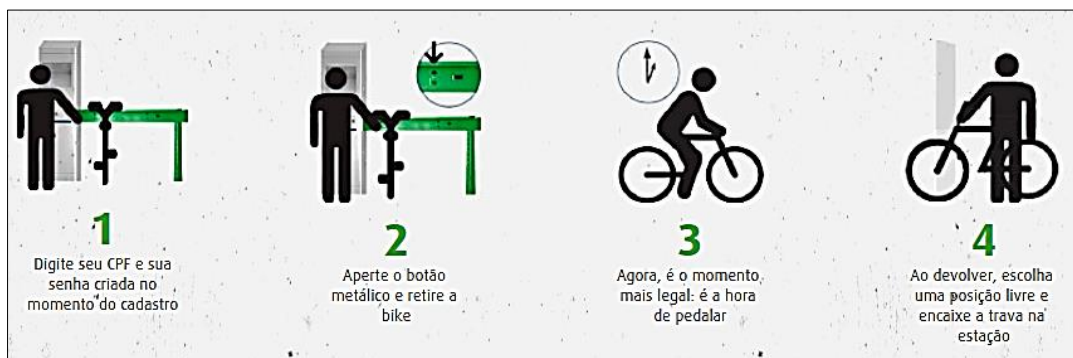 1
Digite seu CPF e sua
senha criada no
momento do cadastro
2
Aperte o botão
metálico e retire a
bike
3
Agora, é o momento
mais legal: é a hora
de pedalar
4
Ao devolver, escolha
uma posição livre e
encaixe a trava na
estação